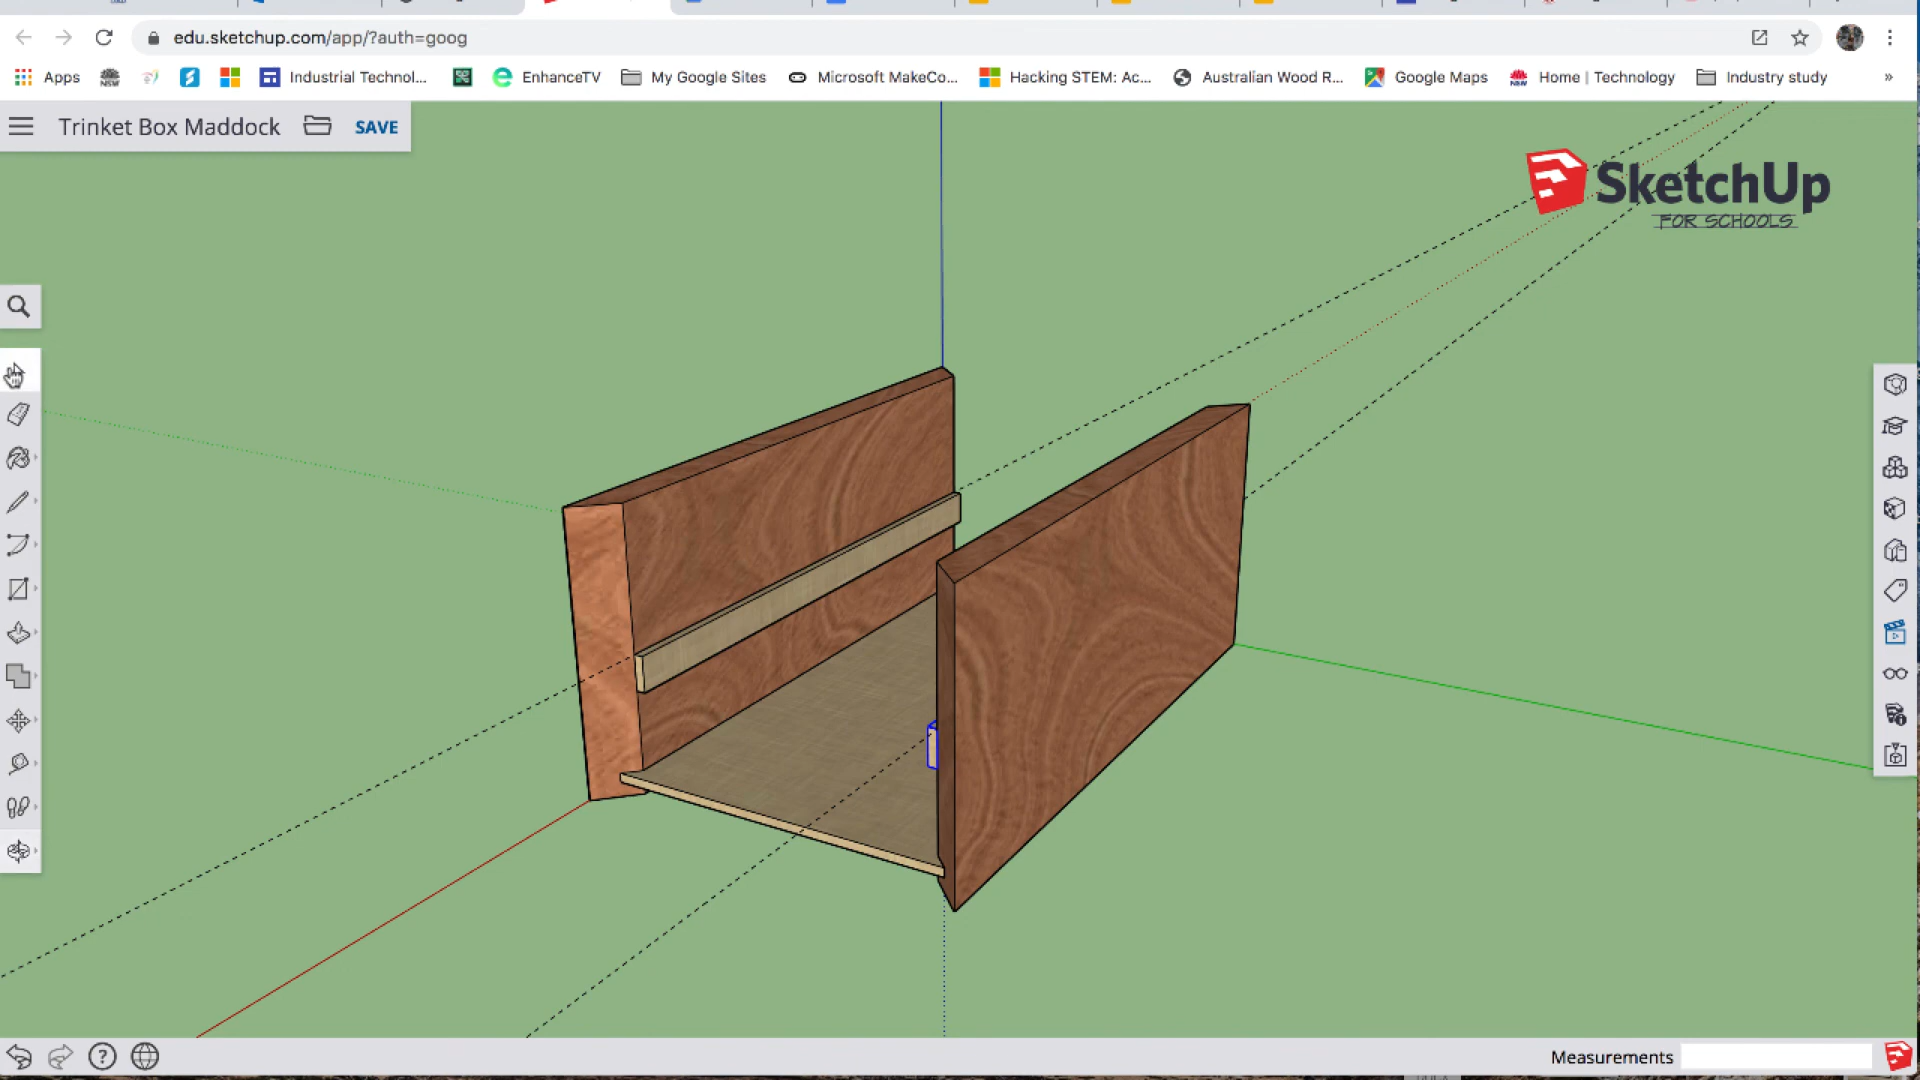 edu.sketchup.com/app/?auth=goog
Apps
Industrial Technol...
EnhanceTV
My Google Sites
Microsoft MakeCo...
Hacking STEM: Ac...
Australian Wood R...
Google Maps
Home | Technology
Industry study
»
Trinket Box Maddock
SAVE
SketchUp
FOR SCHOOLS
Measurements